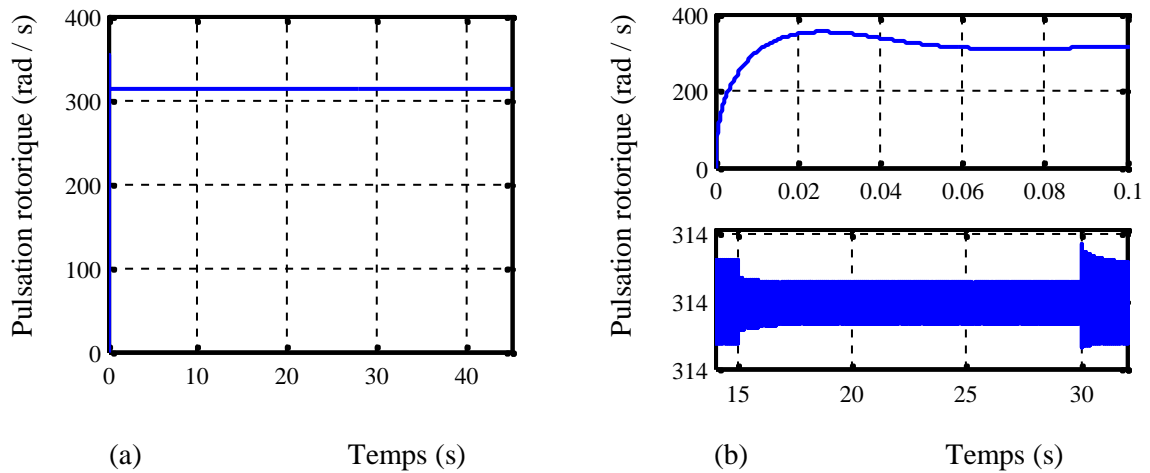 Pulsation rotorique (rad / s)
400
300
200
100
0
0 10 20 30 40
(a) Temps (s)
Pulsation rotorique (rad / s)
400
200
0
0 0.02 0.04 0.06 0.08 0.1
314
314
314
15 20 25 30
(b) Temps (s)